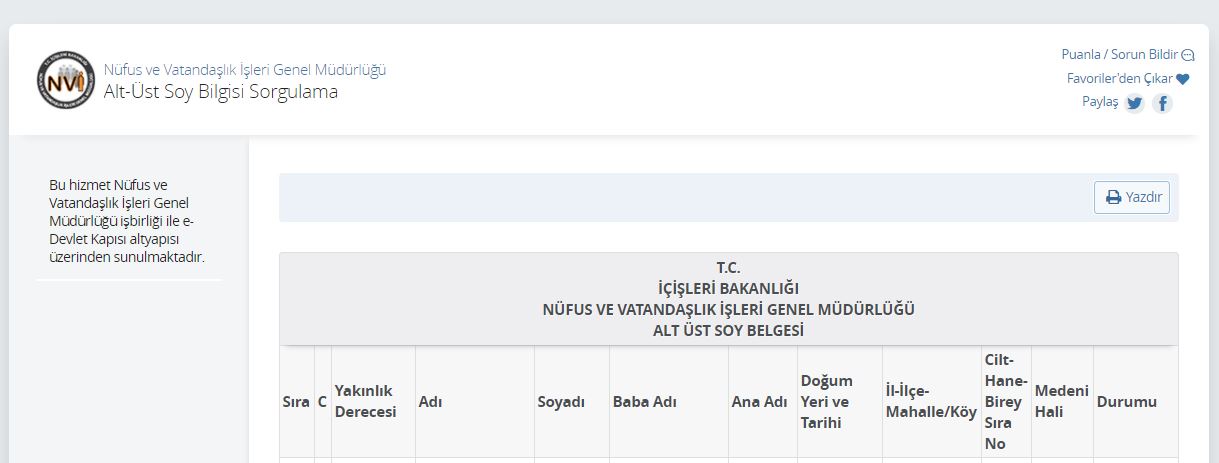 Nüfus ve Vatandaşlık İşleri Genel Müdürlüğü
Alt-Üst Soy Bilgisi Sorgulama
NVİ
Puanla / Sorun Bildir
Favoriler'den Çıkar
Paylaş
Bu hizmet Nüfus ve
Vatandaşlık İşleri Genel
Müdürlüğü işbirliği ile e-
Devlet Kapısı altyapısı
üzerinden sunulmaktadır.
Yazdır
T.C.
İÇİŞLERİ BAKANLIĞI
NÜFUS VE VATANDAŞLIK İŞLERİ GENEL MÜDÜRLÜĞÜ
ALT ÜST SOY BELGESİ
Sıra
C
Yakınlık
Derecesi
Adı
Soyadı
Baba Adı
Ana Adı
Doğum
Yeri ve
Tarihi
İl-İlçe-
Mahalle/Köy
Cilt-
Hane-
Birey
Sıra
No
Medeni
Hali
Durumu